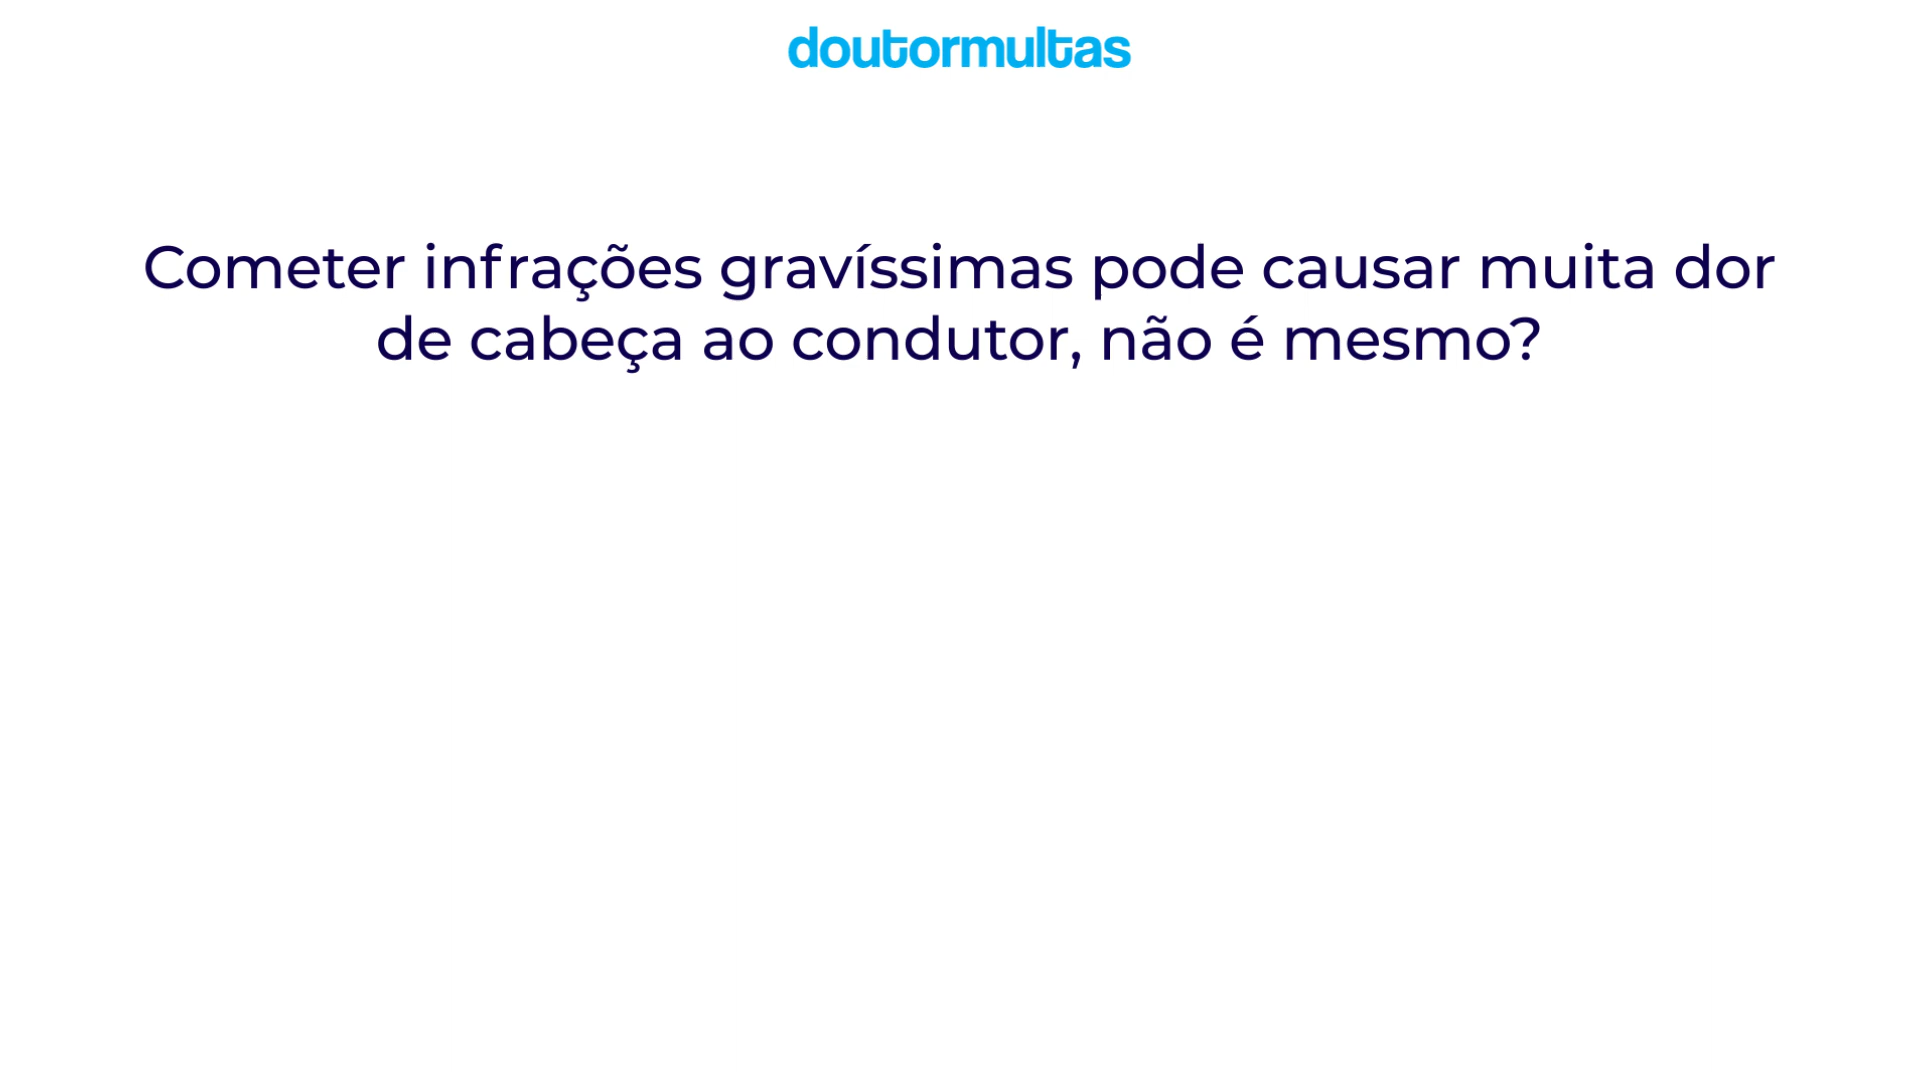 doutormultas
Cometer infrações gravíssimas pode causar muita dor
de cabeça ao condutor, não é mesmo?